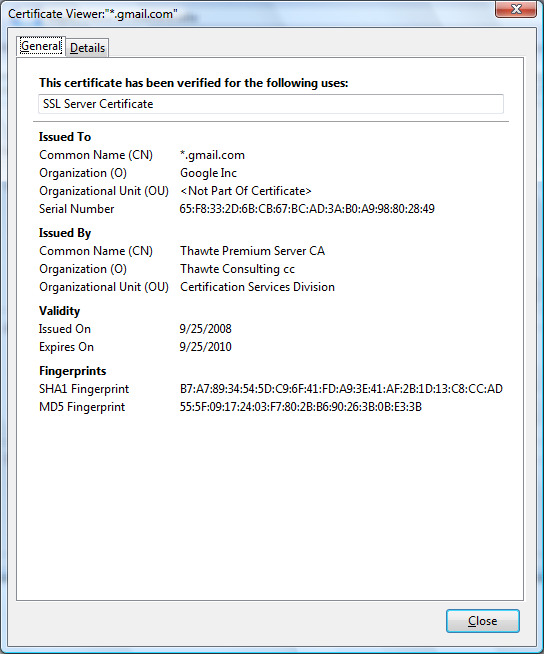 Certificate Viewer:"*.gmail.com"
General Details
This certificate has been verified for the following uses:
SSL Server Certificate
Issued To
Common Name (CN) *.gmail.com
Organization (O) Google Inc
Organizational Unit (OU) <Not Part Of Certificate>
Serial Number 65:F8:33:2D:6B:CB:67:BC:AD:3A:B0:A9:98:80:28:49
Issued By
Common Name (CN) Thawte Premium Server CA
Organization (O) Thawte Consulting cc
Organizational Unit (OU) Certification Services Division
Validity
Issued On 9/25/2008
Expires On 9/25/2010
Fingerprints
SHA1 Fingerprint B7:A7:89:34:54:5D:C9:6F:41:FD:A9:3E:41:AF:2B:1D:13:C8:CC:AD
MD5 Fingerprint 55:5F:09:17:24:03:F7:80:2B:B6:90:26:3B:0B:E3:3B
Close